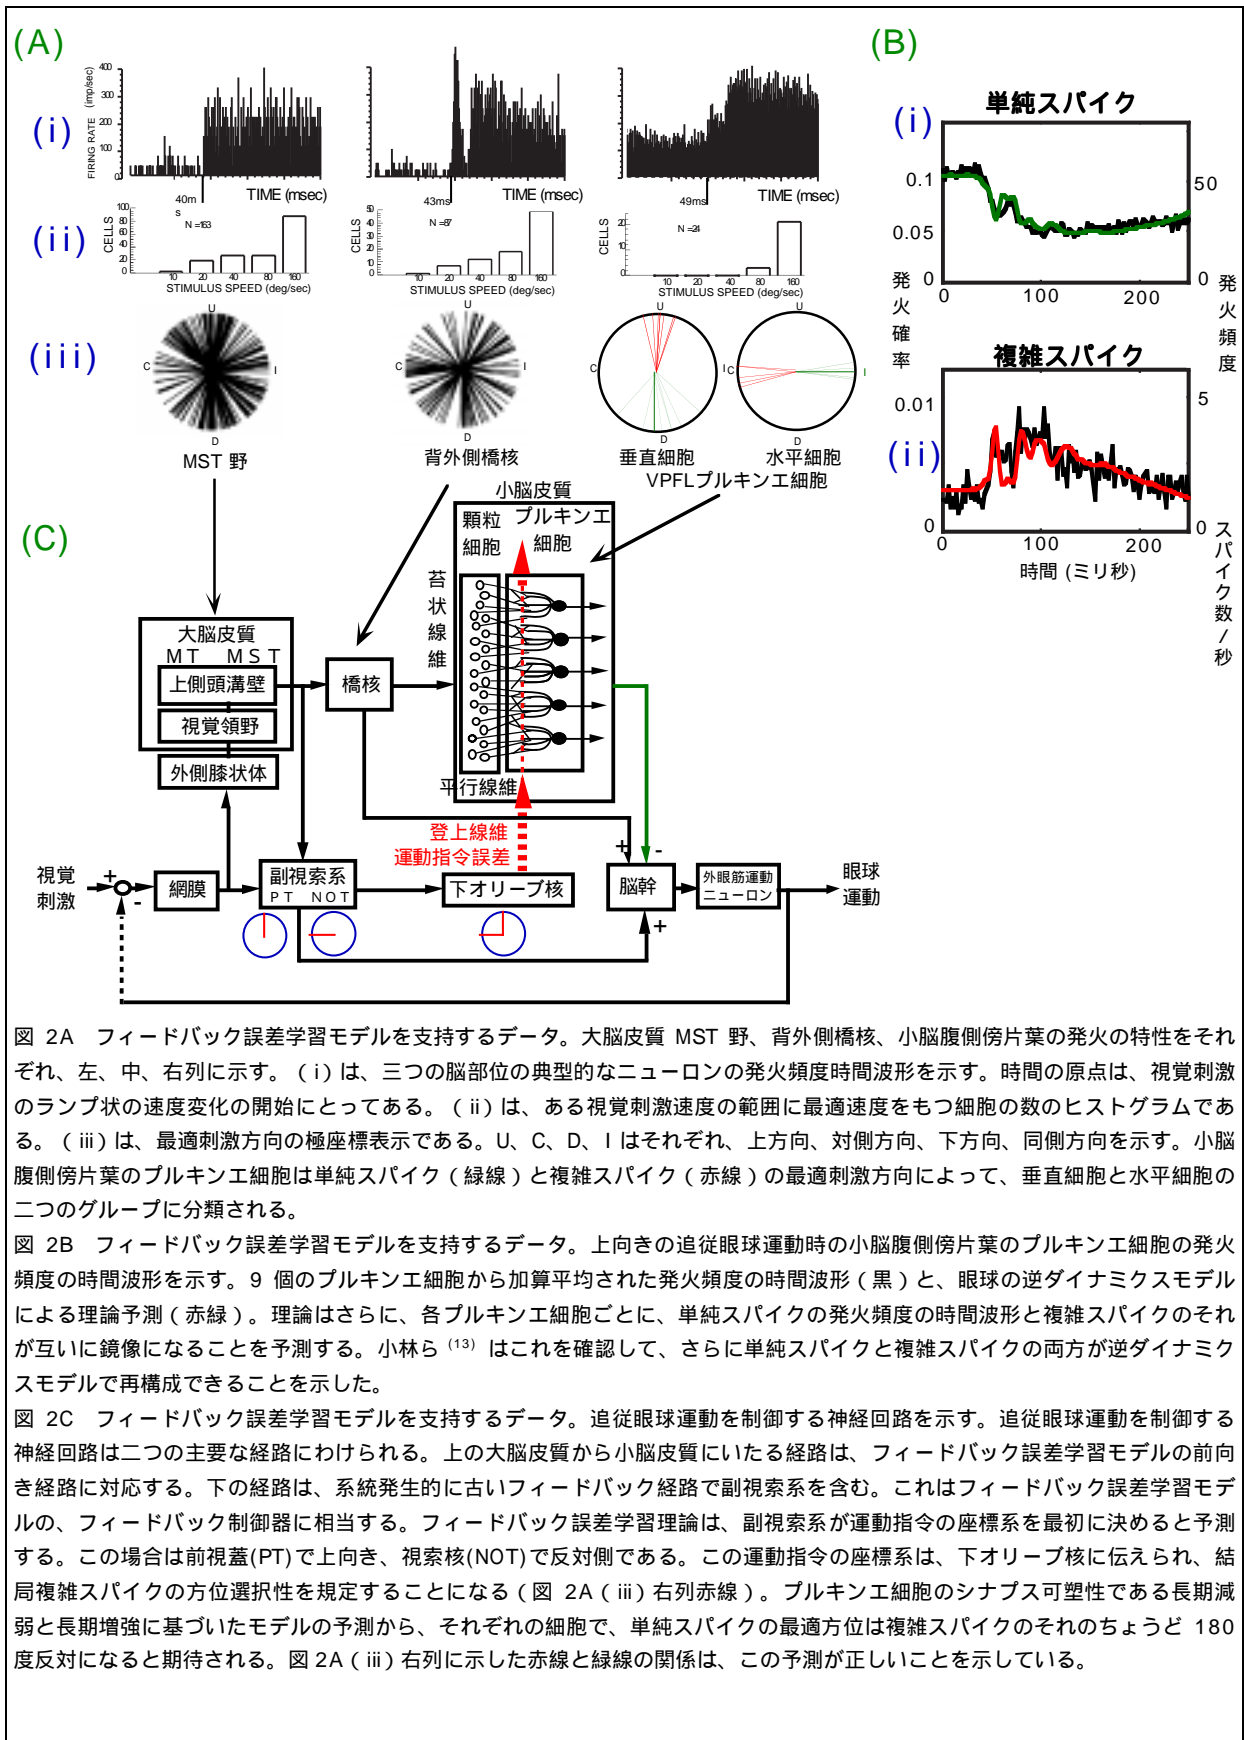 (A)
(B)
(i)
FIRING RATE (imp/sec)
400
300
200
100
0
40m
s
TIME (msec)
43ms
TIME (msec)
49ms
TIME (msec)
(ii)
CELLS
100
80
60
40
20
0
N =163
10 20 40 80 160
STIMULUS SPEED (deg/sec)
CELLS
50
40
30
20
10
0
N =87
10 20 40 80 160
STIMULUS SPEED (deg/sec)
CELLS
20
10
0
N =24
10 20 40 80 160
STIMULUS SPEED (deg/sec)
(iii)
U
C I
D
MST 野
U
C I
D
背外側橋核
U
C I
D
垂直細胞
C I
D
水平細胞
VPFLプルキンエ細胞
(i)
単純スパイク
0.1
0.05
0
50
0
0 100 200
発火確率
発火頻度
(ii)
複雑スパイク
0.01
0
5
0
0 100 200
時間 (ミリ秒)
スパイク数/秒
(C)
小脳皮質
顆粒細胞
プルキンエ細胞
苔状線維
平行線維
大脳皮質
MT MST
上側頭溝壁
視覚領野
外側膝状体
橋核
登上線維
運動指令誤差
視覚刺激
+
-
網膜
副視索系
PT NOT
下オリーブ核
+
-
脳幹
+
外眼筋運動ニューロン
眼球運動
図 2A フィードバック誤差学習モデルを支持するデータ。大脳皮質 MST 野、背外側橋核、小脳腹側傍片葉の発火の特性をそれ
ぞれ、左、中、右列に示す。（i）は、三つの脳部位の典型的なニューロンの発火頻度時間波形を示す。時間の原点は、視覚刺激
のランプ状の速度変化の開始にとってある。（ii）は、ある視覚刺激速度の範囲に最適速度をもつ細胞の数のヒストグラムであ
る。（iii）は、最適刺激方向の極座標表示である。U、C、D、I はそれぞれ、上方向、対側方向、下方向、同側方向を示す。小脳
腹側傍片葉のプルキンエ細胞は単純スパイク（緑線）と複雑スパイク（赤線）の最適刺激方向によって、垂直細胞と水平細胞の
二つのグループに分類される。
図 2B フィードバック誤差学習モデルを支持するデータ。上向きの追従眼球運動時の小脳腹側傍片葉のプルキンエ細胞の発火
頻度の時間波形を示す。9 個のプルキンエ細胞から加算平均された発火頻度の時間波形（黒）と、眼球の逆ダイナミクスモデル
による理論予測（赤緑）。理論はさらに、各プルキンエ細胞ごとに、単純スパイクの発火頻度の時間波形と複雑スパイクのそれ
が互いに鏡像になることを予測する。小林ら (13) はこれを確認して、さらに単純スパイクと複雑スパイクの両方が逆ダイナミク
スモデルで再構成できることを示した。
図 2C フィードバック誤差学習モデルを支持するデータ。追従眼球運動を制御する神経回路を示す。追従眼球運動を制御する
神経回路は二つの主要な経路にわけられる。上の大脳皮質から小脳皮質にいたる経路は、フィードバック誤差学習モデルの前向
き経路に対応する。下の経路は、系統発生的に古いフィードバック経路で副視索系を含む。これはフィードバック誤差学習モデ
ルの、フィードバック制御器に相当する。フィードバック誤差学習理論は、副視索系が運動指令の座標系を最初に決めると予測
する。この場合は前視蓋(PT)で上向き、視索核(NOT)で反対側である。この運動指令の座標系は、下オリーブ核に伝えられ、結
局複雑スパイクの方位選択性を規定することになる（図 2A（iii）右列赤線）。プルキンエ細胞のシナプス可塑性である長期減
弱と長期増強に基づいたモデルの予測から、それぞれの細胞で、単純スパイクの最適方位は複雑スパイクのそれのちょうど 180
度反対になると期待される。図 2A（iii）右列に示した赤線と緑線の関係は、この予測が正しいことを示している。